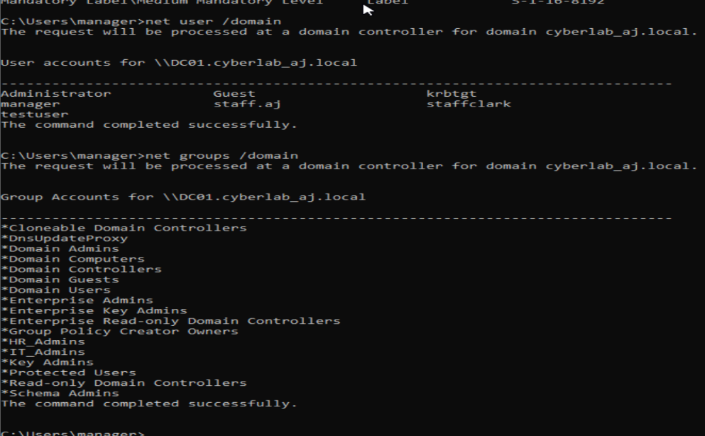 Mandatory Label\Medium Mandatory Level Label S-1-16-8192
C:\Users\manager>net user /domain
The request will be processed at a domain controller for domain cyberlab_aj.local.
User accounts for \\DC01.cyberlab_aj.local
-------------------------------------------------------------------------------
Administrator Guest krbtgt
manager staff.aj staffclark
testuser
The command completed successfully.
C:\Users\manager>net groups /domain
The request will be processed at a domain controller for domain cyberlab_aj.local.
Group Accounts for \\DC01.cyberlab_aj.local
-------------------------------------------------------------------------------
*Cloneable Domain Controllers
*DnsUpdateProxy
*Domain Admins
*Domain Computers
*Domain Controllers
*Domain Guests
*Domain Users
*Enterprise Admins
*Enterprise Key Admins
*Enterprise Read-only Domain Controllers
*Group Policy Creator Owners
*HR_Admins
*IT_Admins
*Key Admins
*Protected Users
*Read-only Domain Controllers
*Schema Admins
The command completed successfully.
C:\Users\manager>